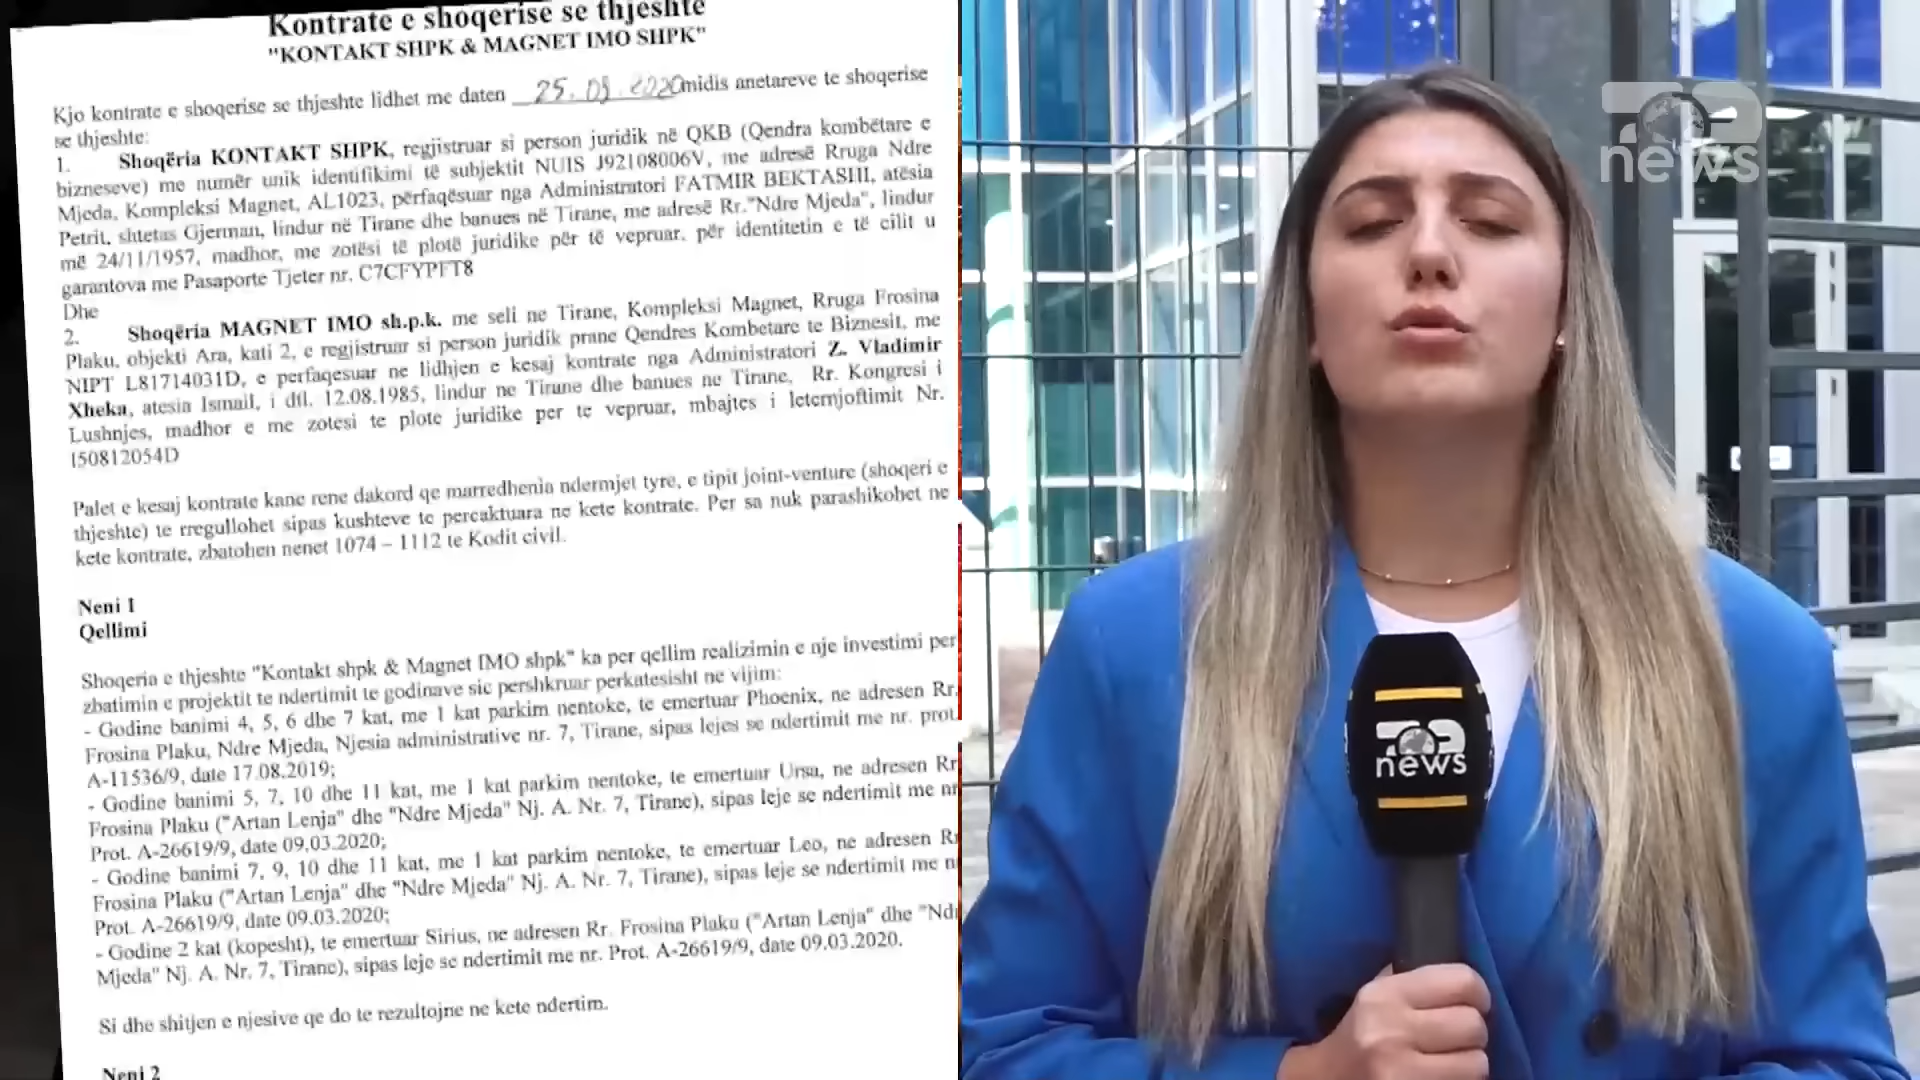 Kontrate e shoqerise se thjeshte
"KONTAKT SHPK & MAGNET IMO SHPK"
Kjo kontrate e shoqerise se thjeshte lidhet me daten 25.09.2020 midis anetareve te shoqerise
se thjeshte:
1. Shoqëria KONTAKT SHPK, regjistruar si person juridik në QKB (Qendra kombëtare e
bizneseve) me numër unik identifikimi të subjektit NUIS J92108006V, me adresë Rruga Ndre
Mjeda, Kompleksi Magnet, AL1023, përfaqësuar nga Administratori FATMIR BEKTASHI, atësia
Petrit, shtetas Gjerman, lindur në Tirane dhe banues në Tirane, me adresë Rr."Ndre Mjeda", lindur
më 24/11/1957, madhor, me zotësi të plotë juridike për të vepruar, për identitetin e të cilit u
garantova me Pasaporte Tjeter nr. C7CFYPFT8
Dhe
2. Shoqëria MAGNET IMO sh.p.k. me seli ne Tirane, Kompleksi Magnet, Rruga Frosina
Plaku, objekti Ara, kati 2, e regjistruar si person juridik prane Qendres Kombetare te Biznesit, me
NIPT L81714031D, e perfaqesuar ne lidhjen e kesaj kontrate nga Administratori Z. Vladimir
Xheka, atesia Ismail, i dtl. 12.08.1985, lindur ne Tirane dhe banues ne Tirane, Rr. Kongresi i
Lushnjes, madhor e me zotesi te plote juridike per te vepruar, mbajtes i leternjoftimit Nr.
I50812054D
Palet e kesaj kontrate kane rene dakord qe marredhenia ndermjet tyre, e tipit joint-venture (shoqeri e
thjeshte) te rregullohet sipas kushteve te percaktuara ne kete kontrate. Per sa nuk parashikohet ne
kete kontrate, zbatohen nenet 1074 – 1112 te Kodit civil.
Neni 1
Qellimi
Shoqeria e thjeshte "Kontakt shpk & Magnet IMO shpk" ka per qellim realizimin e nje investimi per
zbatimin e projektit te ndertimit te godinave sic pershkruar perkatesisht ne vijim:
- Godine banimi 4, 5, 6 dhe 7 kat, me 1 kat parkim nentoke, te emertuar Phoenix, ne adresen Rr.
Frosina Plaku, Ndre Mjeda, Njesia administrative nr. 7, Tirane, sipas lejes se ndertimit me nr. prot.
A-11536/9, date 17.08.2019;
- Godine banimi 5, 7, 10 dhe 11 kat, me 1 kat parkim nentoke, te emertuar Ursa, ne adresen Rr
Frosina Plaku ("Artan Lenja" dhe "Ndre Mjeda" Nj. A. Nr. 7, Tirane), sipas leje se ndertimit me nr
Prot. A-26619/9, date 09.03.2020;
- Godine banimi 7, 9, 10 dhe 11 kat, me 1 kat parkim nentoke, te emertuar Leo, ne adresen Rr
Frosina Plaku ("Artan Lenja" dhe "Ndre Mjeda" Nj. A. Nr. 7, Tirane), sipas leje se ndertimit me n
Prot. A-26619/9, date 09.03.2020;
- Godine 2 kat (kopesht), te emertuar Sirius, ne adresen Rr. Frosina Plaku ("Artan Lenja" dhe "Ndr
Mjeda" Nj. A. Nr. 7, Tirane), sipas leje se ndertimit me nr. Prot. A-26619/9, date 09.03.2020.
Si dhe shitjen e njesive qe do te rezultojne ne kete ndertim.
Neni 2
news
news